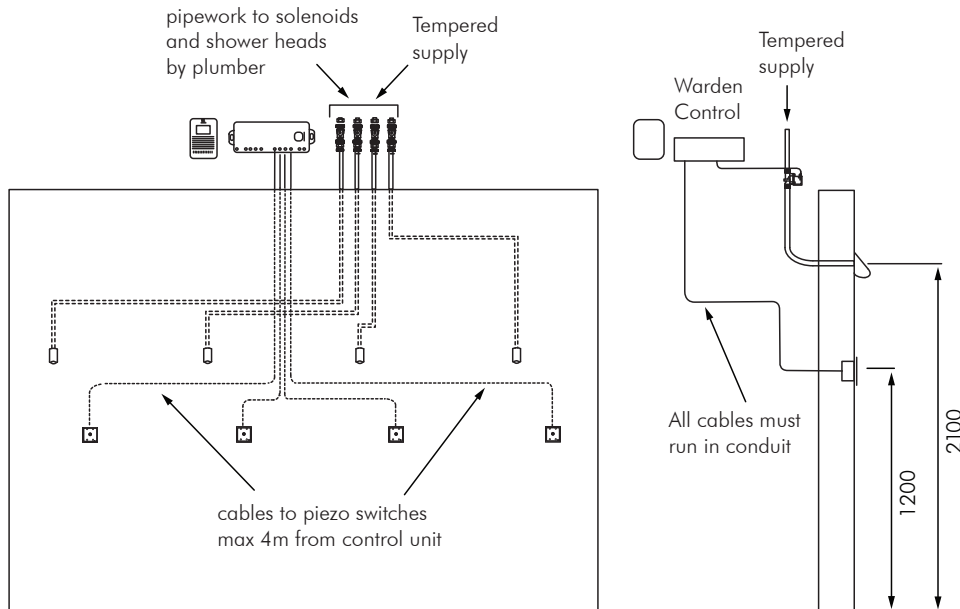 pipework to solenoids
and shower heads
by plumber
Tempered
supply
cables to piezo switches
max 4m from control unit
Warden
Control
Tempered
supply
All cables must
run in conduit
1200
2100